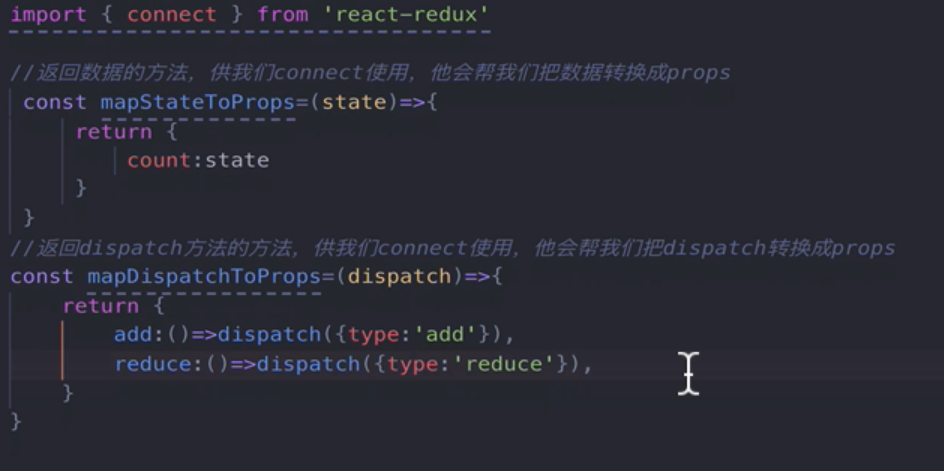 import { connect } from 'react-redux'
//返回数据的方法，供我们connect使用，他会帮我们把数据转换成props
const mapStateToProps=(state)=>{
return {
count:state
}
}
//返回dispatch方法的方法，供我们connect使用，他会帮我们把dispatch转换成props
const mapDispatchToProps=(dispatch)=>{
return {
add:()=>dispatch({type:'add'}),
reduce:()=>dispatch({type:'reduce'}),
}
}